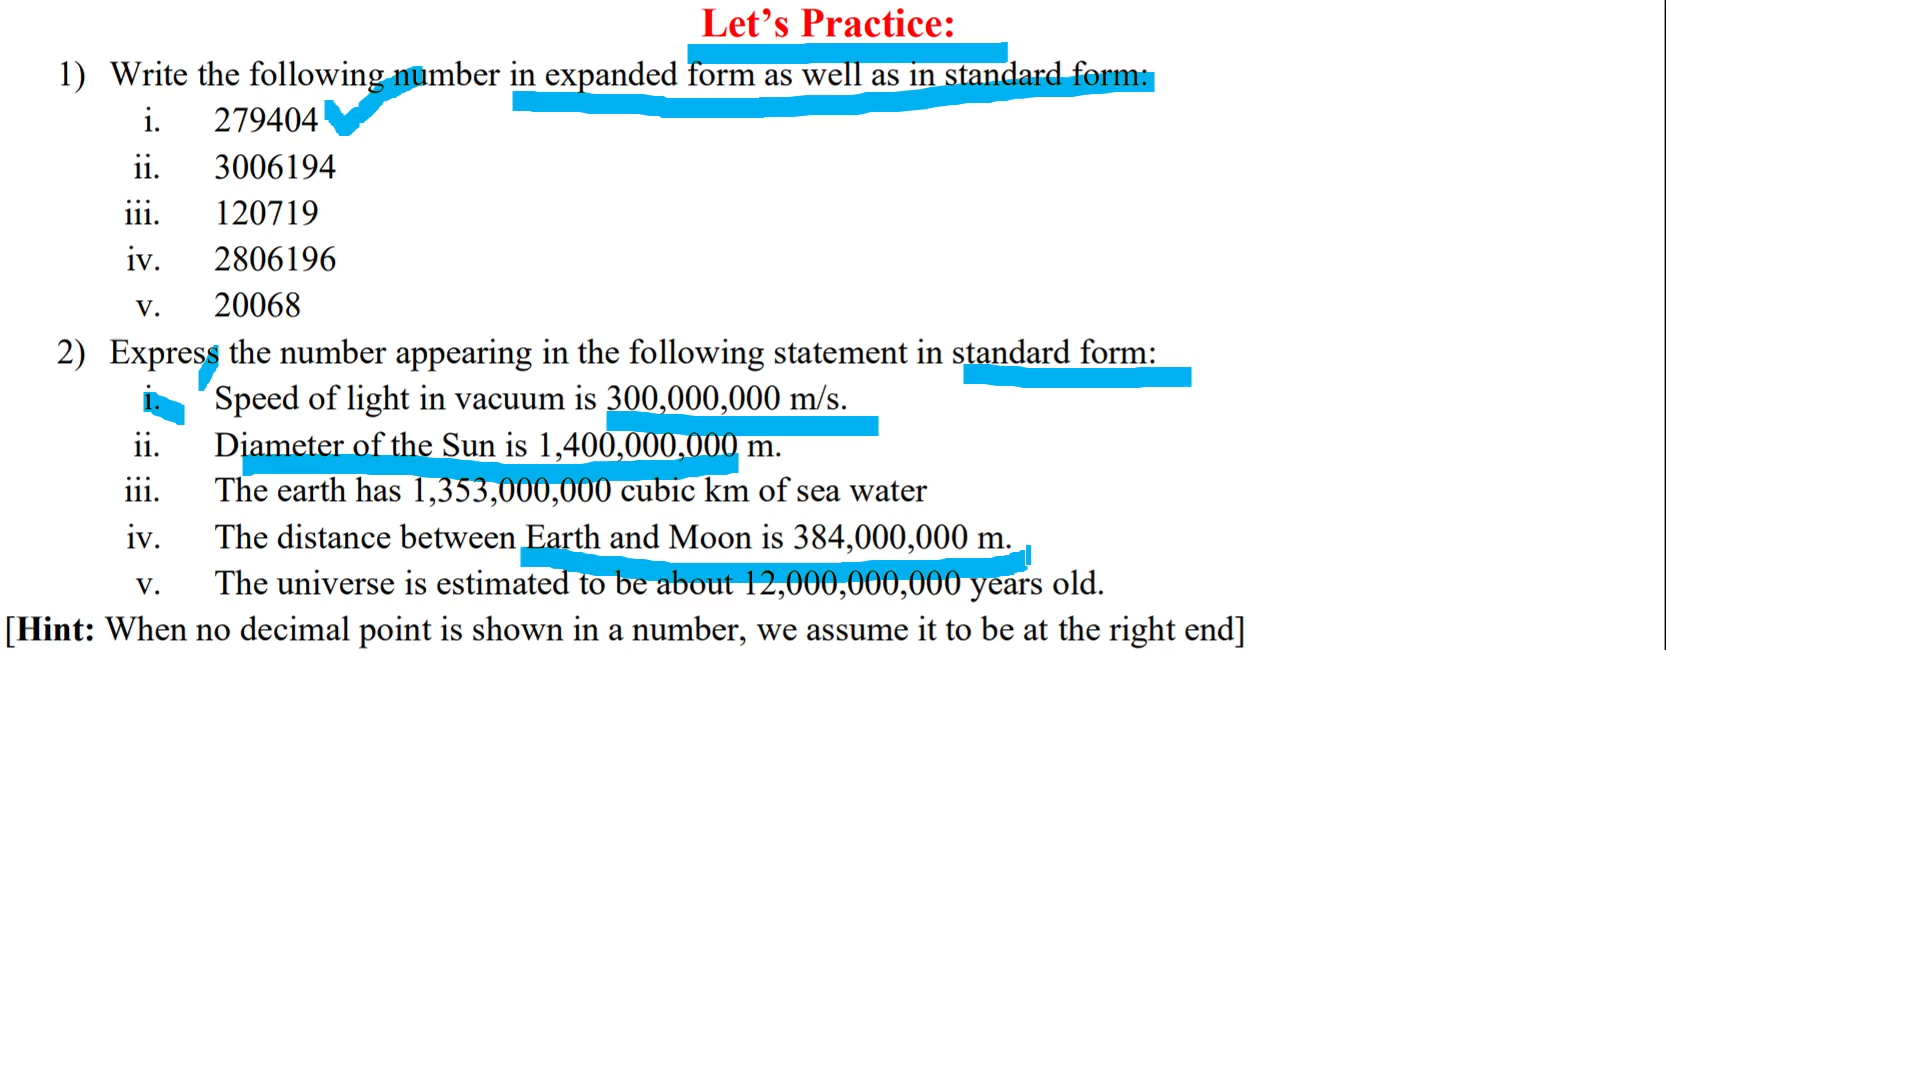 Let’s Practice:
1) Write the following number in expanded form as well as in standard form:
i. 279404
ii. 3006194
iii. 120719
iv. 2806196
v. 20068
2) Express the number appearing in the following statement in standard form:
i. Speed of light in vacuum is 300,000,000 m/s.
ii. Diameter of the Sun is 1,400,000,000 m.
iii. The earth has 1,353,000,000 cubic km of sea water
iv. The distance between Earth and Moon is 384,000,000 m.
v. The universe is estimated to be about 12,000,000,000 years old.
[Hint: When no decimal point is shown in a number, we assume it to be at the right end]